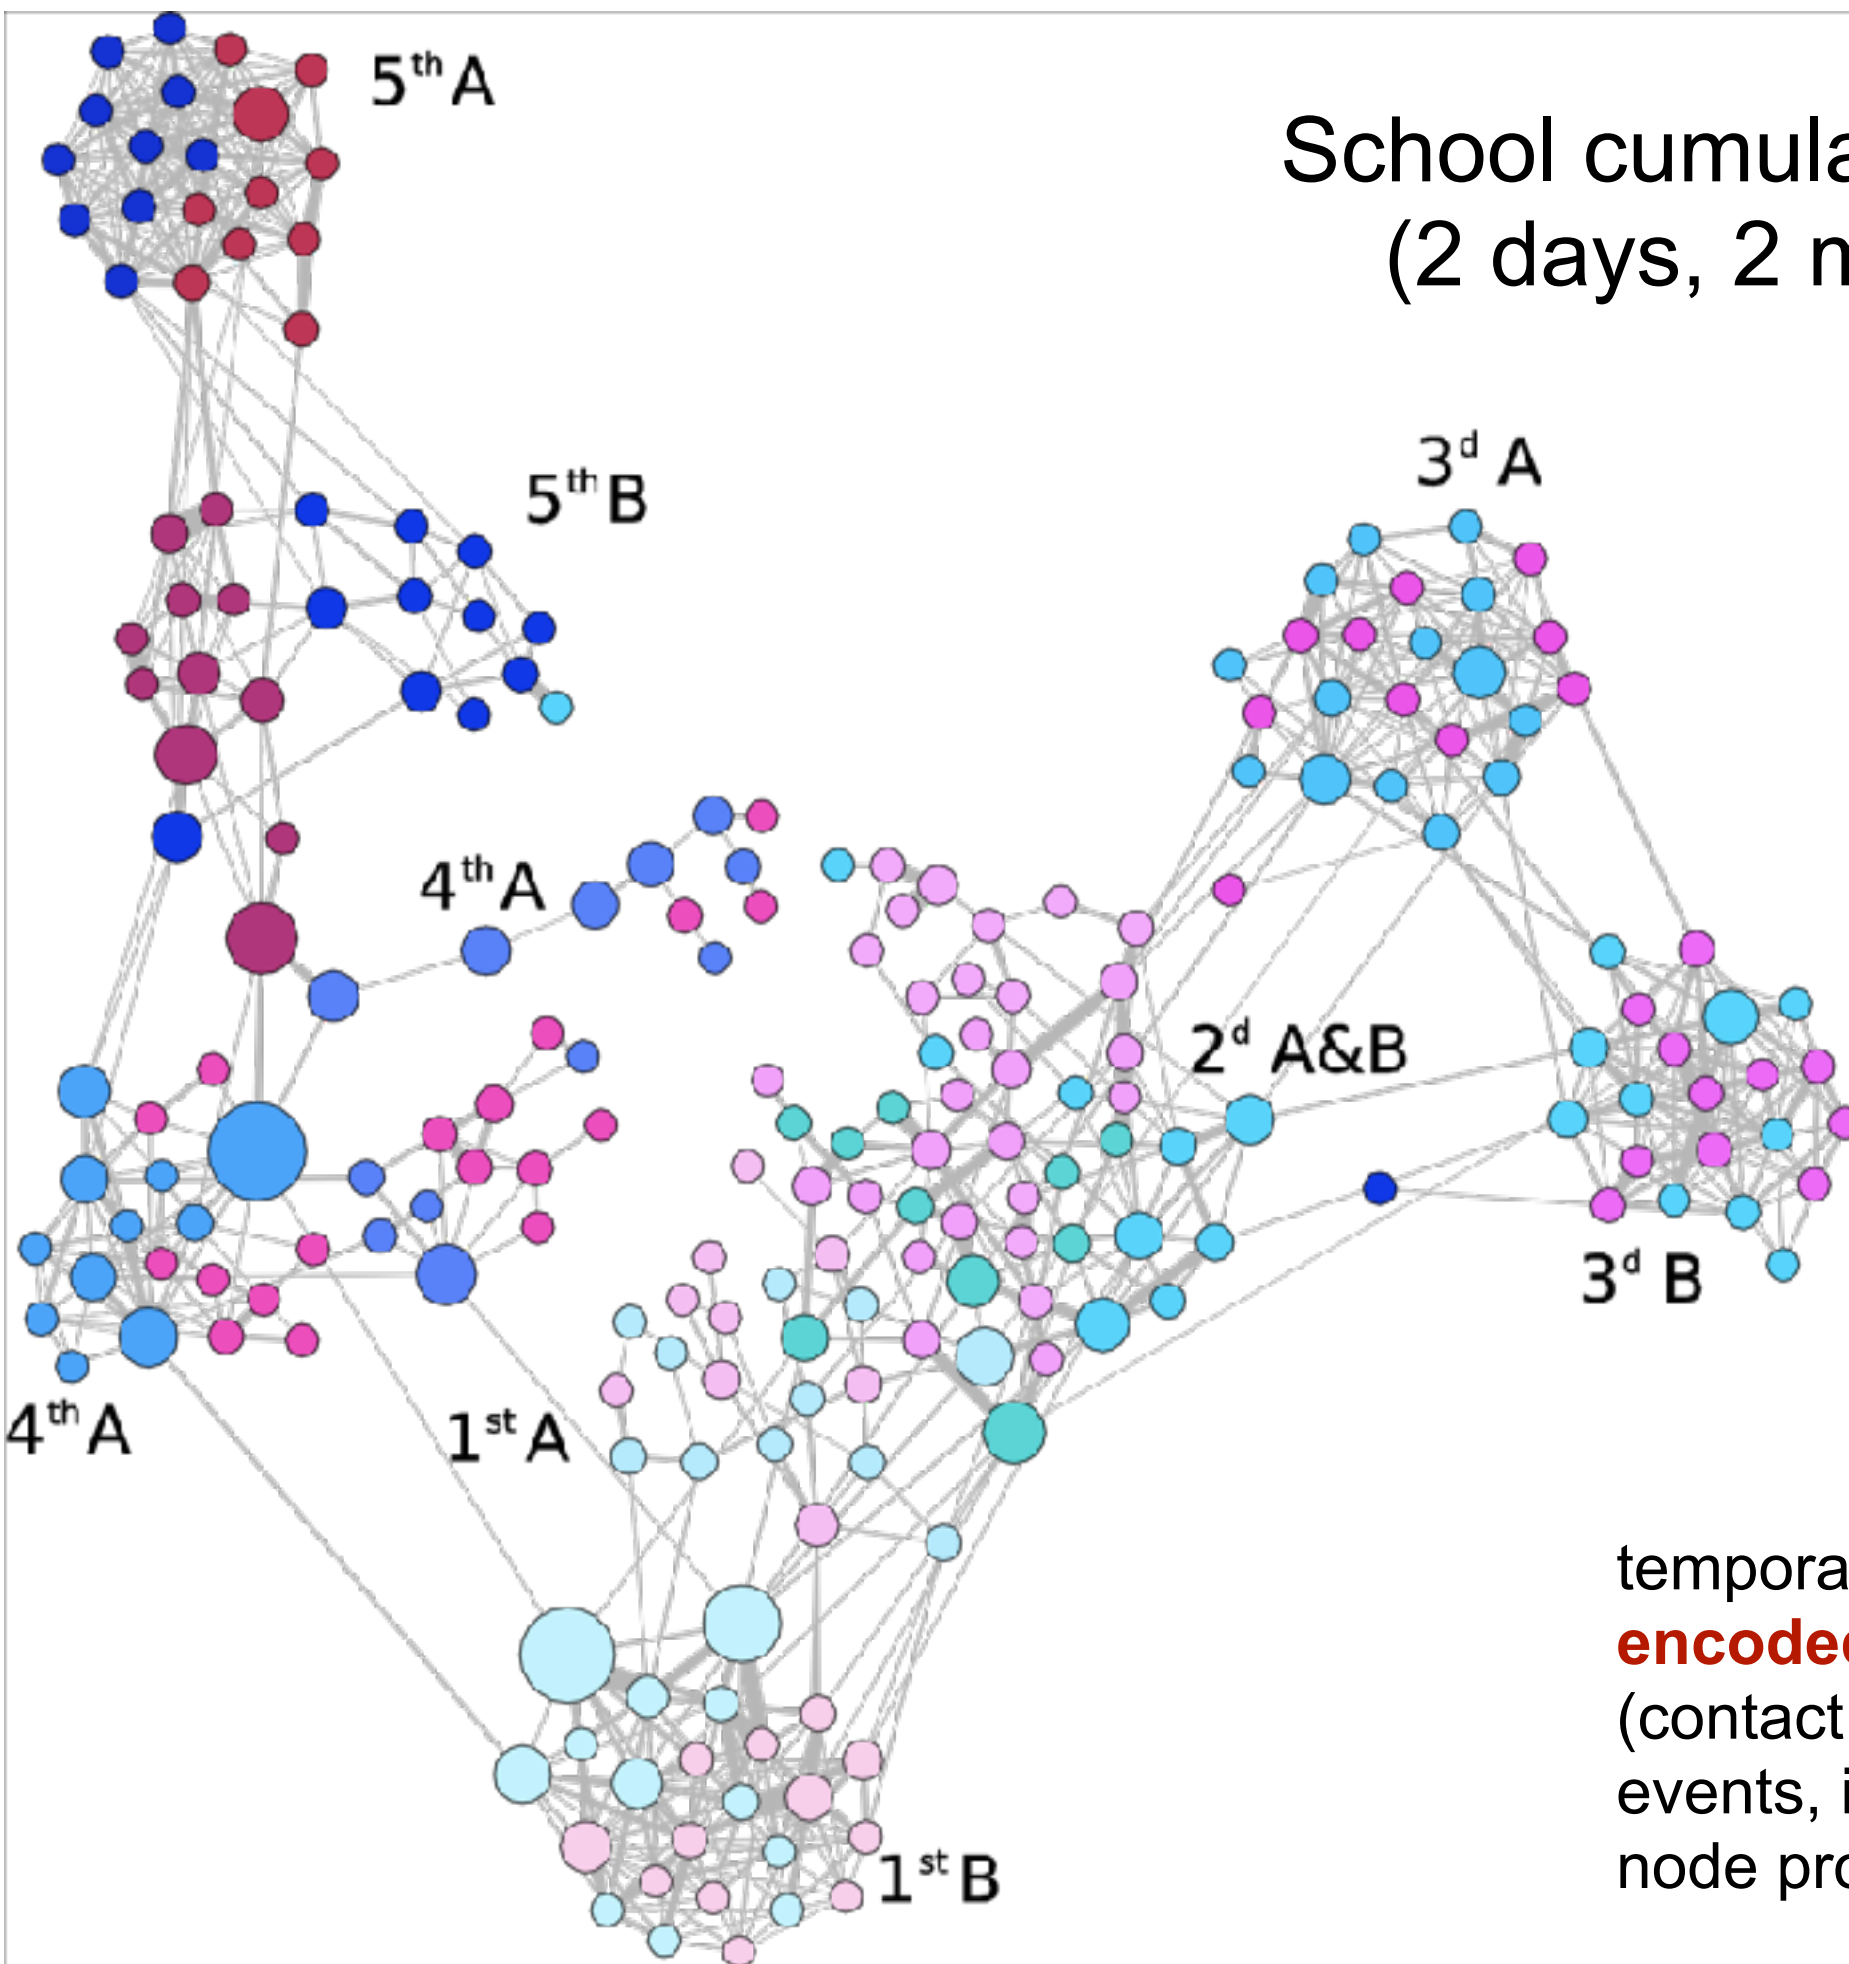 5th A
School cumula
(2 days, 2 m
3d A
5th B
4th A
2d A&B
3d B
4th A
1st A
tempora
encoded
(contact
events, i
node pro
1st B